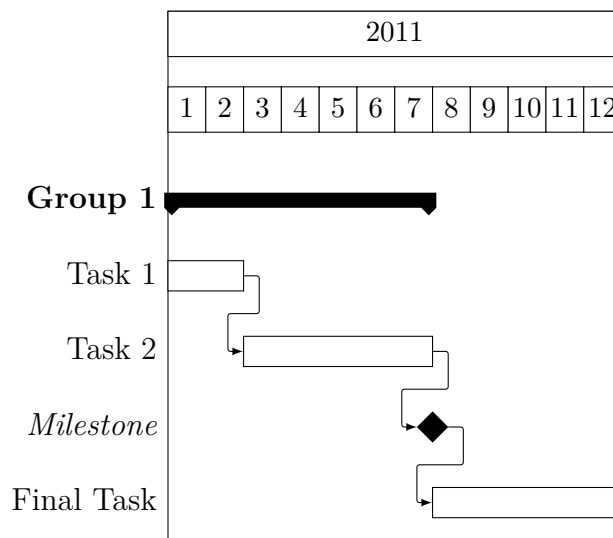 2011
1 2 3 4 5 6 7 8 9 10 11 12
Group 1
Task 1
Task 2
Milestone
Final Task